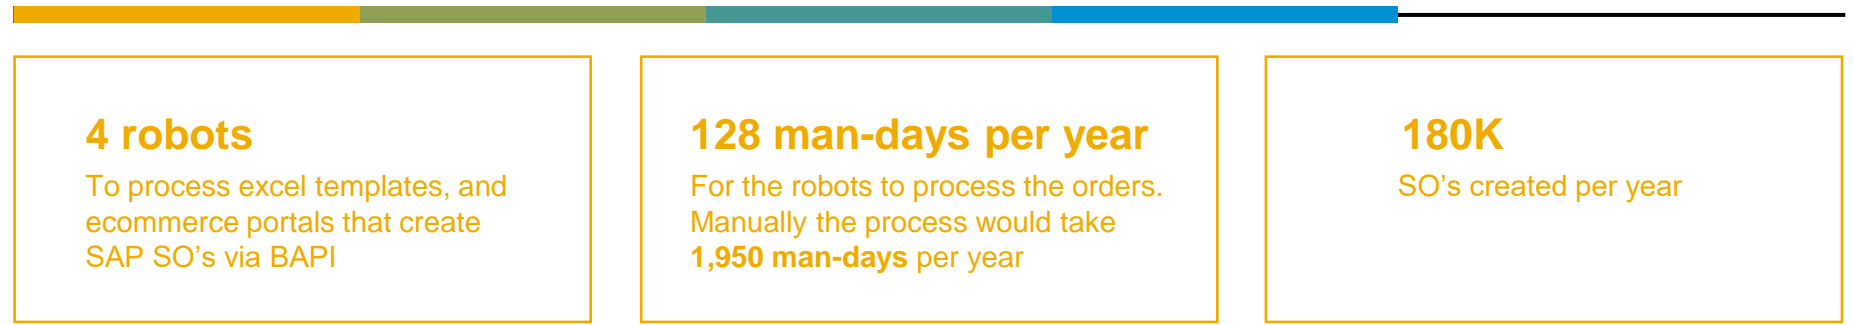 4 robots
To process excel templates, and
ecommerce portals that create
SAP SO’s via BAPI
128 man-days per year
For the robots to process the orders.
Manually the process would take
1,950 man-days per year
180K
SO’s created per year